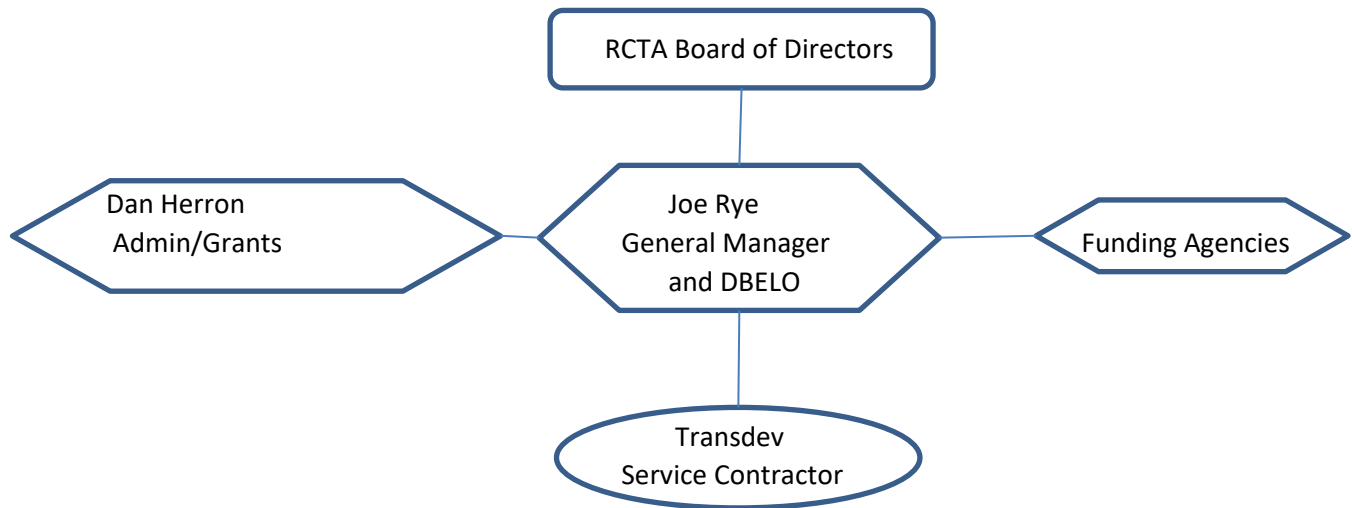 RCTA Board of Directors
Dan Herron
Admin/Grants
Joe Rye
General Manager
and DBELO
Funding Agencies
Transdev
Service Contractor